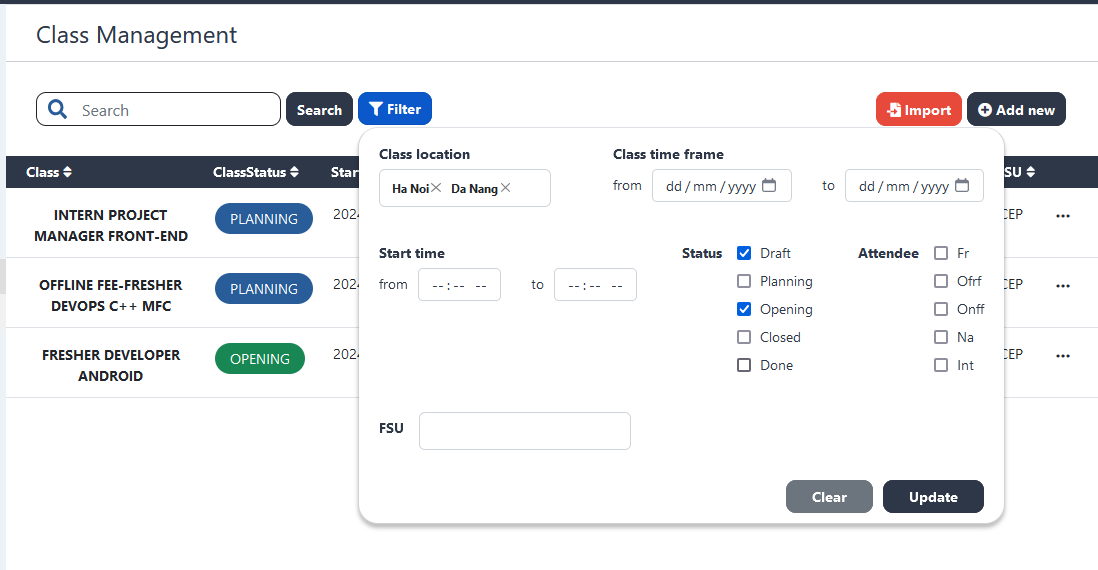 Class Management
Search
Search
Filter
Import
Add new
Class
ClassStatus
Star
SU
INTERN PROJECT
MANAGER FRONT-END
PLANNING
2024
CEP
OFFLINE FEE-FRESHER
DEVOPS C++ MFC
PLANNING
2024
CEP
FRESHER DEVELOPER
ANDROID
OPENING
2024
CEP
Class location
Ha Noi Da Nang
Class time frame
from dd/mm/yyyy to dd/mm/yyyy
Start time
from --:-- -- to --:-- --
Status
Draft
Planning
Opening
Closed
Done
Attendee
Fr
Ofrf
Onff
Na
Int
FSU
Clear
Update